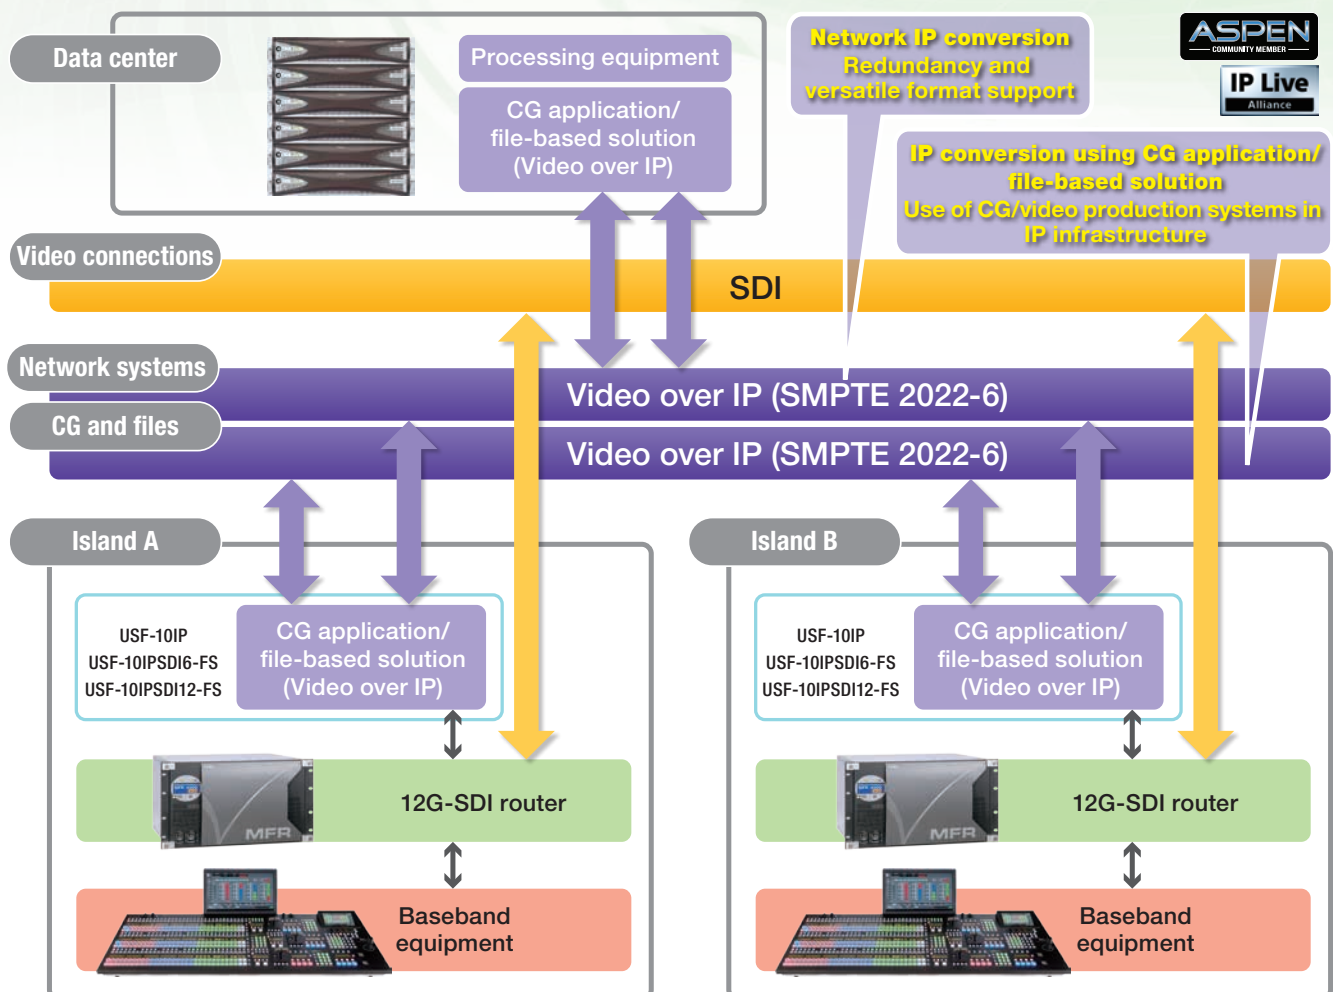 Data center
Processing equipment
CG application/
file-based solution
(Video over IP)
Network IP conversion
Redundancy and
versatile format support
ASPEN
COMMUNITY MEMBER
IP Live
Alliance
IP conversion using CG application/
file-based solution
Use of CG/video production systems in
IP infrastructure
Video connections
SDI
Network systems
Video over IP (SMPTE 2022-6)
CG and files
Video over IP (SMPTE 2022-6)
Island A
USF-10IP
USF-10IPSDI6-FS
USF-10IPSDI12-FS
CG application/
file-based solution
(Video over IP)
MFR
12G-SDI router
Baseband
equipment
Island B
USF-10IP
USF-10IPSDI6-FS
USF-10IPSDI12-FS
CG application/
file-based solution
(Video over IP)
MFR
12G-SDI router
Baseband
equipment